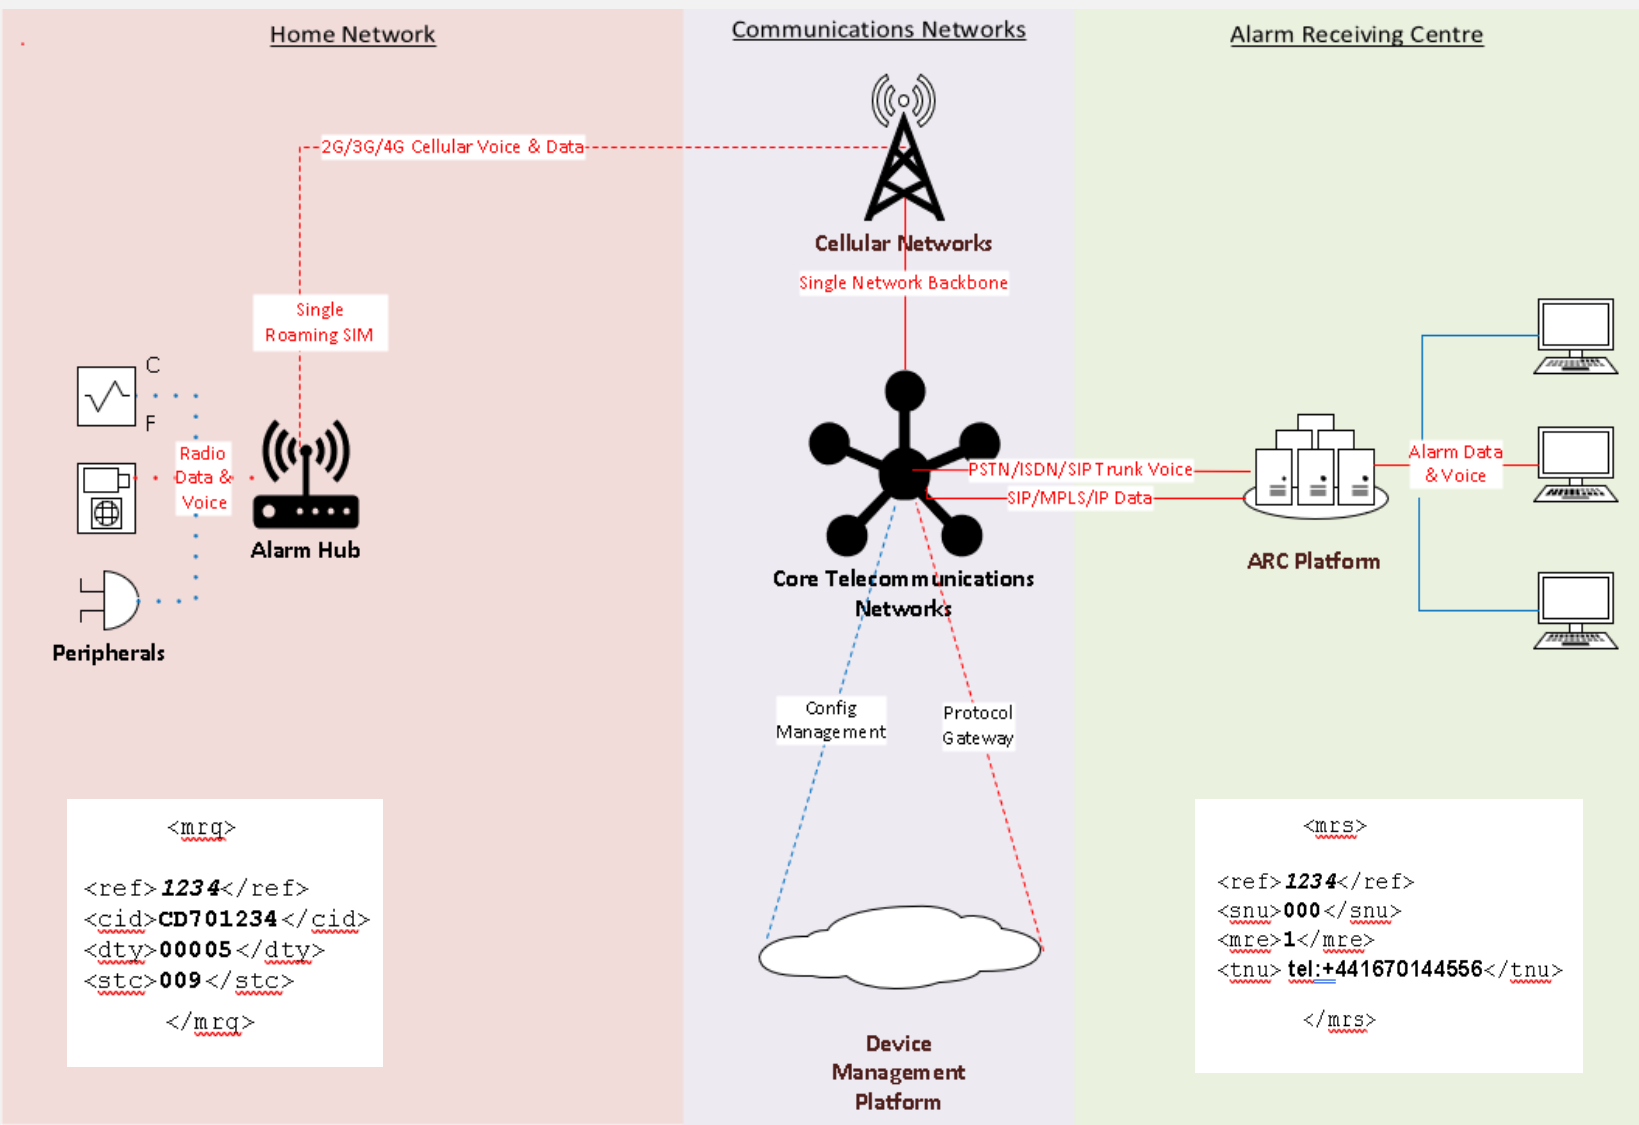 Home Network
Communications Networks
Alarm Receiving Centre
2G/3G/4G Cellular Voice & Data
Cellular Networks
Single Network Backbone
Single
Roaming SIM
C
F
Radio
Data &
Voice
Alarm Hub
Peripherals
PSTN/ISDN/SIP Trunk Voice
SIP/MPLS/IP Data
Alarm Data
& Voice
ARC Platform
Core Telecommunications
Networks
Config
Management
Protocol
Gateway
<mrq>
<ref>1234</ref>
<cid>CD701234</cid>
<dty>00005</dty>
<stc>009</stc>
</mrq>
<mrs>
<ref>1234</ref>
<snu>000</snu>
<mre>1</mre>
<tnu> tel:+441670144556</tnu>
</mrs>
Device
Management
Platform